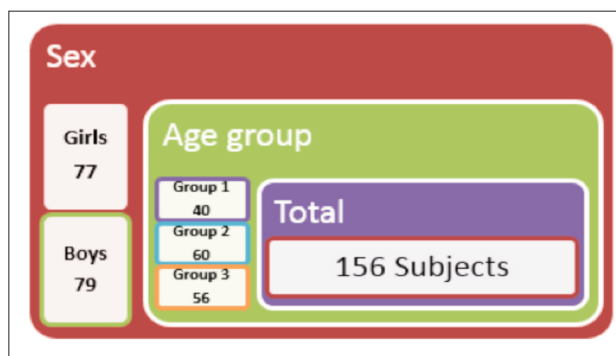 Sex
Girls
77
Boys
79
Age group
Group 1
40
Group 2
60
Group 3
56
Total
156 Subjects